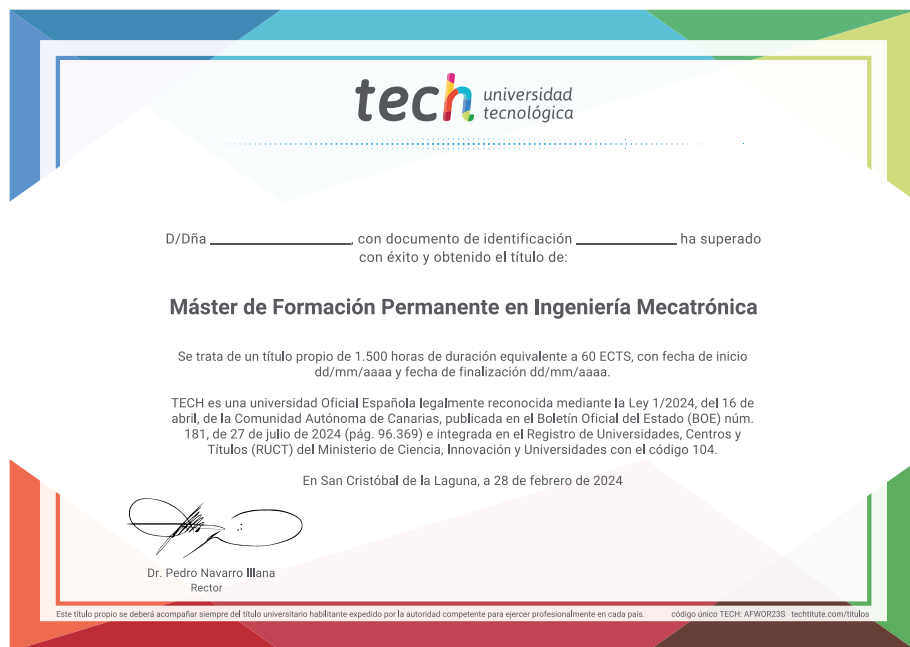 tech universidad
tecnológica
D/Dña ____________, con documento de identificación ____________ ha superado
con éxito y obtenido el título de:
Máster de Formación Permanente en Ingeniería Mecatrónica
Se trata de un título propio de 1.500 horas de duración equivalente a 60 ECTS, con fecha de inicio
dd/mm/aaaa y fecha de finalización dd/mm/aaaa.
TECH es una universidad Oficial Española legalmente reconocida mediante la Ley 1/2024, del 16 de
abril, de la Comunidad Autónoma de Canarias, publicada en el Boletín Oficial del Estado (BOE) núm.
181, de 27 de julio de 2024 (pág. 96.369) e integrada en el Registro de Universidades, Centros y
Títulos (RUCT) del Ministerio de Ciencia, Innovación y Universidades con el código 104.
En San Cristóbal de la Laguna, a 28 de febrero de 2024
Dr. Pedro Navarro Illana
Rector
Este título propio se deberá acompañar siempre del título universitario habilitante expedido por la autoridad competente para ejercer profesionalmente en cada país. código único TECH: AFWOR23S techtitute.com/titulos